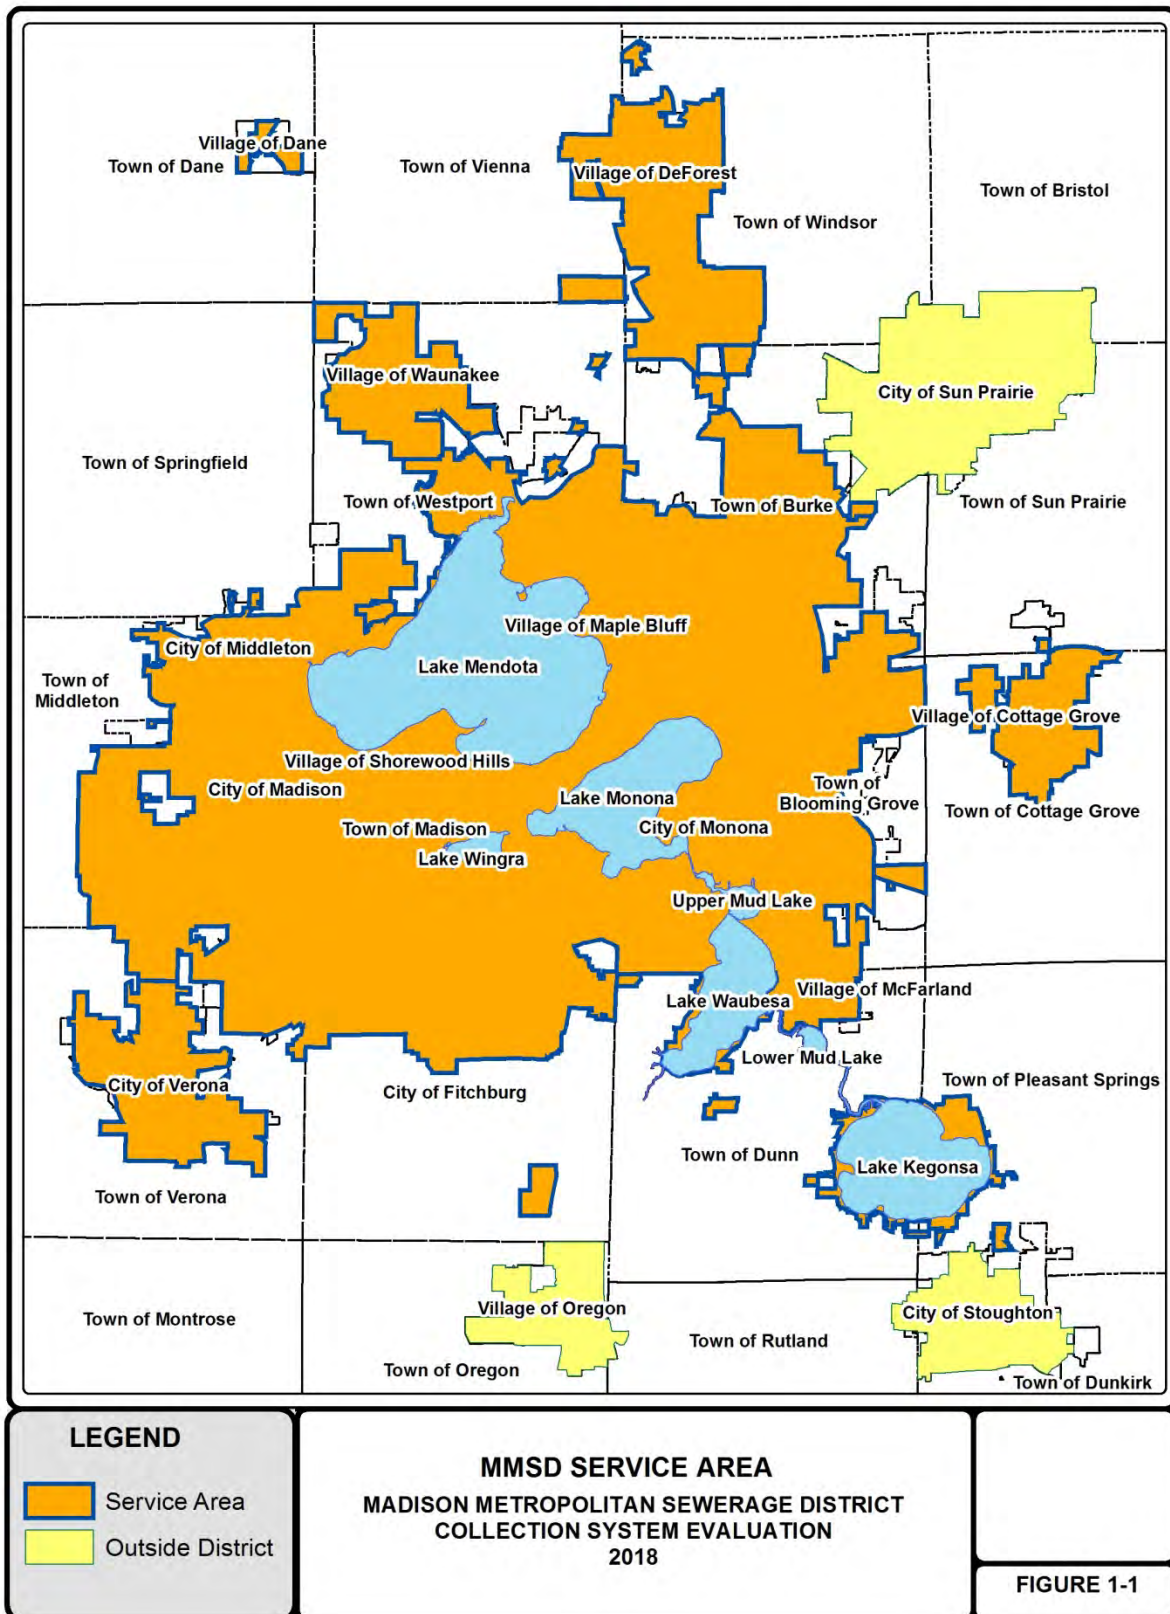 Village of Dane
Town of Dane
Town of Vienna
Village of DeForest
Town of Bristol
Town of Windsor
Village of Waunakee
City of Sun Prairie
Town of Springfield
Town of Westport
Town of Burke
Town of Sun Prairie
Village of Maple Bluff
City of Middleton
Lake Mendota
Town of
Middleton
Village of Cottage Grove
Village of Shorewood Hills
City of Madison
Lake Monona
Town of
Blooming Grove
Town of Cottage Grove
Town of Madison
City of Monona
Lake Wingra
Upper Mud Lake
Village of McFarland
Lake Waubesa
Lower Mud Lake
City of Verona
City of Fitchburg
Town of Pleasant Springs
Town of Dunn
Lake Kegonsa
Town of Verona
Town of Montrose
Village of Oregon
City of Stoughton
Town of Rutland
Town of Oregon
Town of Dunkirk
LEGEND
Service Area
Outside District
MMSD SERVICE AREA
MADISON METROPOLITAN SEWERAGE DISTRICT
COLLECTION SYSTEM EVALUATION
2018
FIGURE 1-1